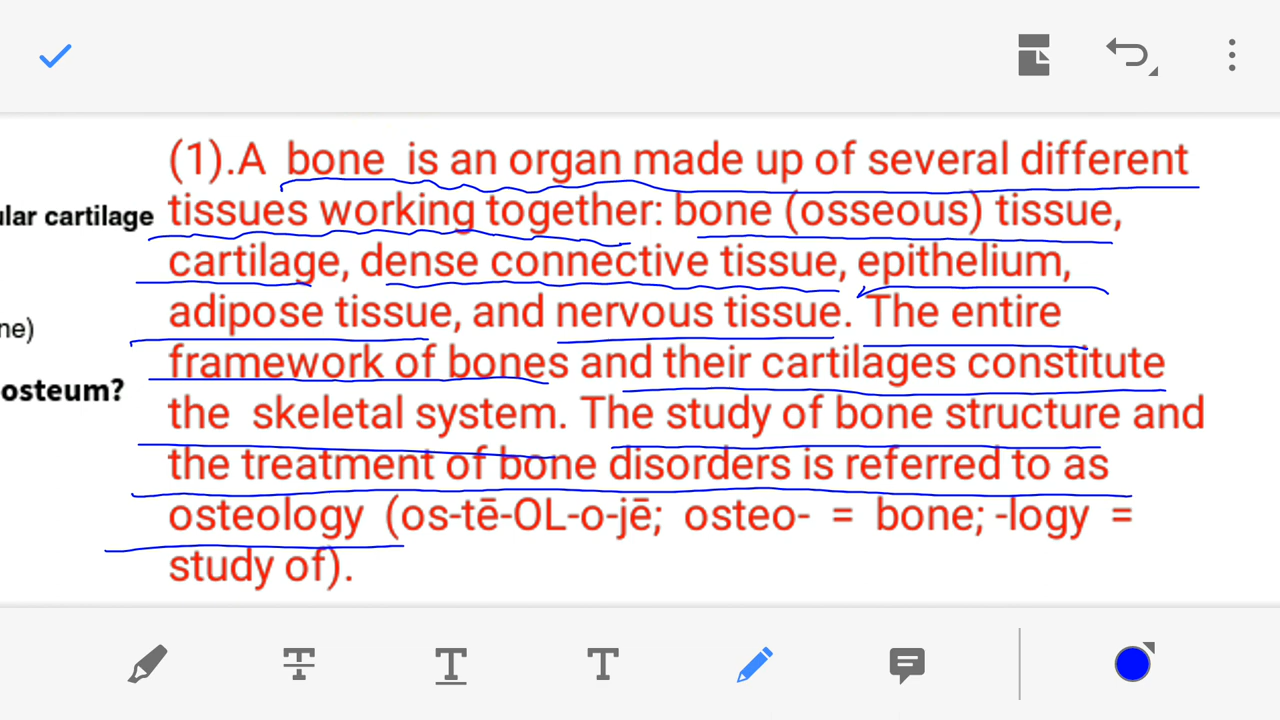 (1).A bone is an organ made up of several different
ular cartilage
tissues working together: bone (osseous) tissue,
cartilage, dense connective tissue, epithelium,
adipose tissue, and nervous tissue. The entire
ne)
framework of bones and their cartilages constitute
osteum?
the skeletal system. The study of bone structure and
the treatment of bone disorders is referred to as
osteology (os-tē-OL-o-jē; osteo- = bone; -logy =
study of).